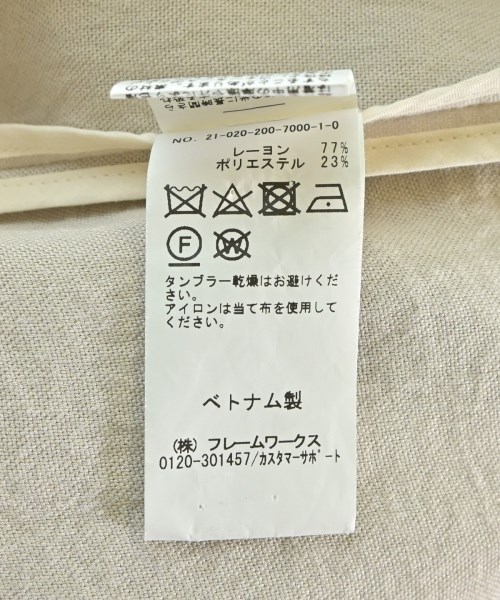 NO. 21-020-200-7000-1-0
レーヨン 77%
ポリエステル 23%
F
W
タンブラー乾燥はお避けくだ
さい。
アイロンは当て布を使用して
ください。
ベトナム製
(株) フレームワークス
0120-301457/カスタマーサポート